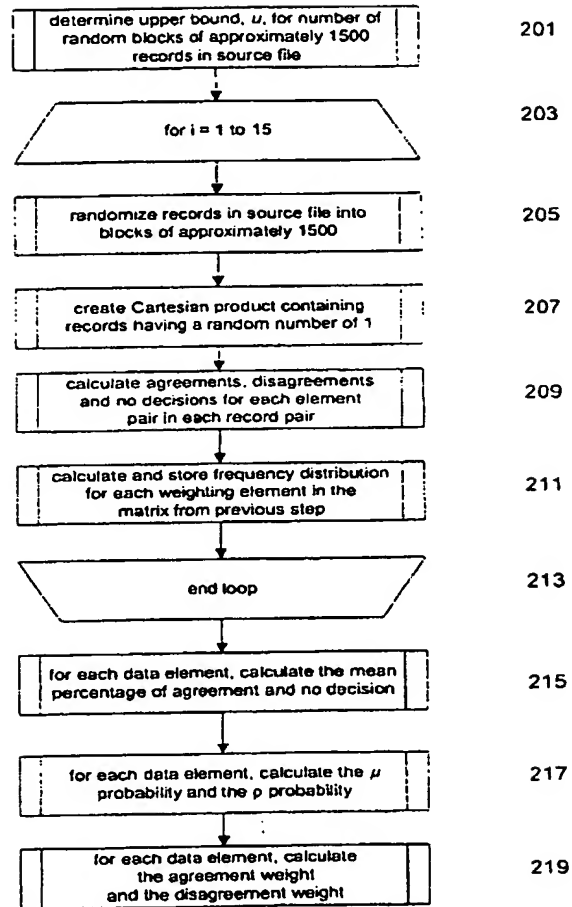 determine upper bound, u, for number of
random blocks of approximately 1500
records in source file
201
for i = 1 to 15
203
randomize records in source file into
blocks of approximately 1500
205
create Cartesian product containing
records having a random number of 1
207
calculate agreements, disagreements
and no decisions for each element
pair in each record pair
209
calculate and store frequency distribution
for each weighting element in the
matrix from previous step
211
end loop
213
for each data element, calculate the mean
percentage of agreement and no decision
215
for each data element, calculate the μ
probability and the ρ probability
217
for each data element, calculate
the agreement weight
and the disagreement weight
219